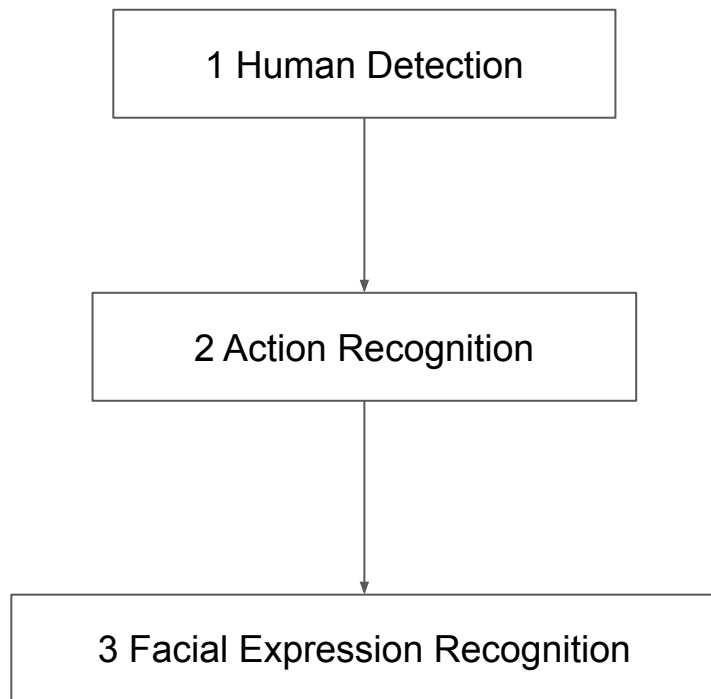 1 Human Detection
2 Action Recognition
3 Facial Expression Recognition